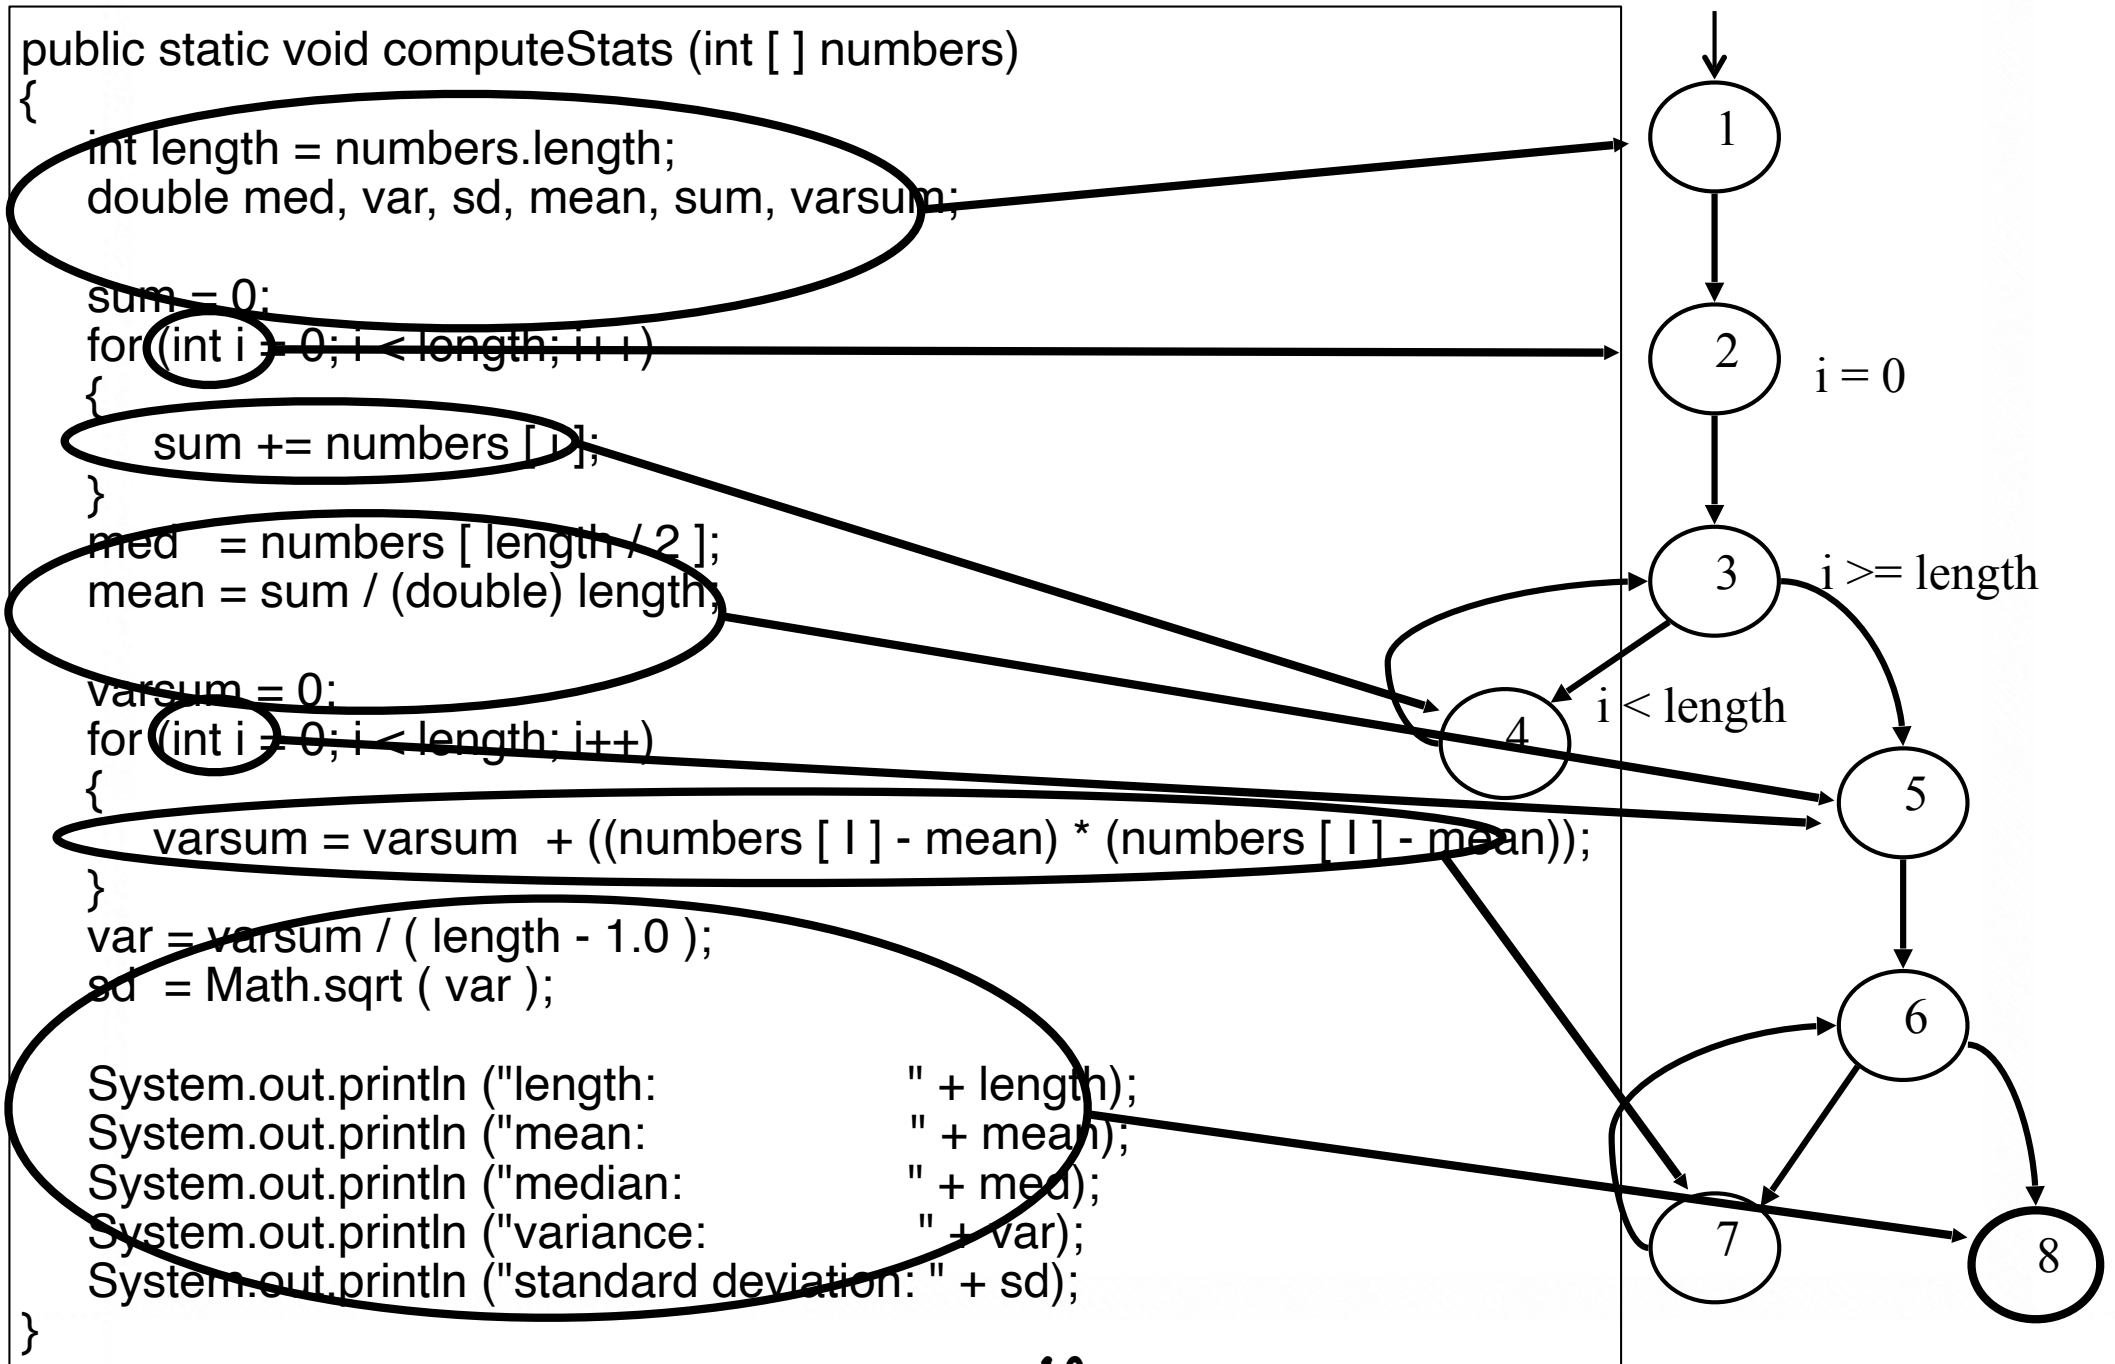 public static void computeStats (int [ ] numbers)
{
int length = numbers.length;
double med, var, sd, mean, sum, varsum;
sum = 0;
for (int i = 0; i < length; i++)
{
sum += numbers [ i ];
}
med = numbers [ length / 2 ];
mean = sum / (double) length;
varsum = 0;
for (int i = 0; i < length; i++)
{
varsum = varsum + ((numbers [ I ] - mean) * (numbers [ I ] - mean));
}
var = varsum / ( length - 1.0 );
sd = Math.sqrt ( var );
System.out.println ("length: " + length);
System.out.println ("mean: " + mean);
System.out.println ("median: " + med);
System.out.println ("variance: " + var);
System.out.println ("standard deviation: " + sd);
}
1
2
i = 0
3
i >= length
4
i < length
5
6
7
8